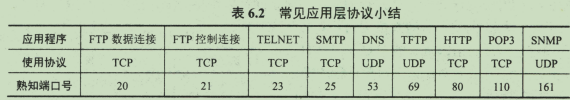 表 6.2 常见应用层协议小结
应用程序 FTP 数据连接 FTP 控制连接 TELNET SMTP DNS TFTP HTTP POP3 SNMP
使用协议 TCP TCP TCP TCP UDP UDP TCP TCP UDP
熟知端口号 20 21 23 25 53 69 80 110 161